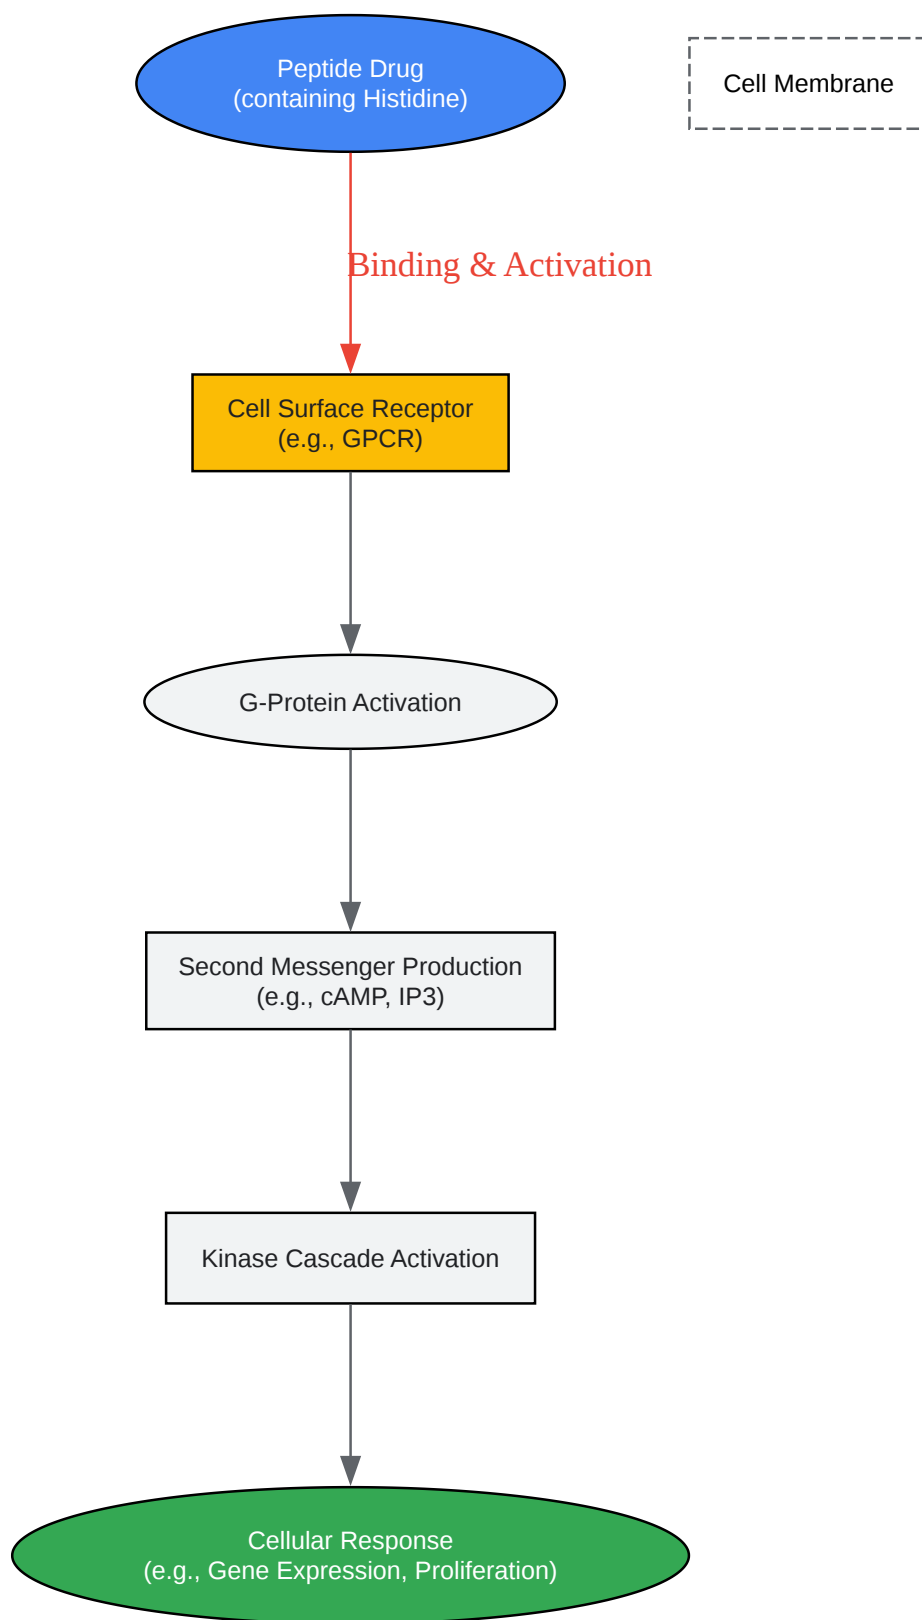 Peptide Drug
(containing Histidine)
Cell Membrane
Binding & Activation
Cell Surface Receptor
(e.g., GPCR)
G-Protein Activation
Second Messenger Production
(e.g., cAMP, IP3)
Kinase Cascade Activation
Cellular Response
(e.g., Gene Expression, Proliferation)